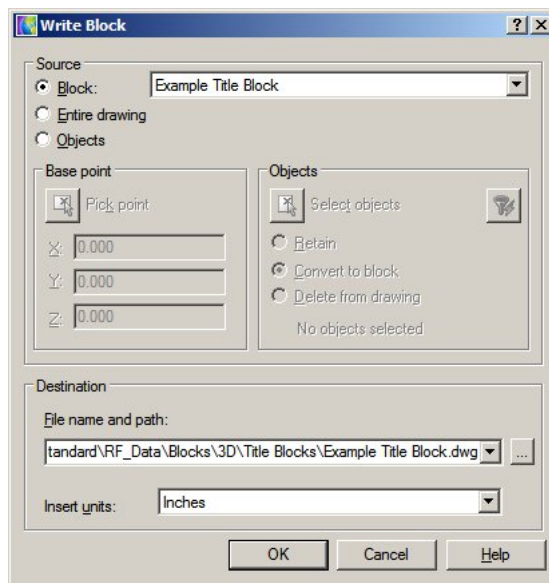 Write Block
Source
Block: Example Title Block
Entire drawing
Objects
Base point
Pick point
X: 0.000
Y: 0.000
Z: 0.000
Objects
Select objects
Retain
Convert to block
Delete from drawing
No objects selected
Destination
File name and path:
tandard\RF_Data\Blocks\3D\Title Blocks\Example Title Block.dwg ...
Insert units: Inches
OK Cancel Help